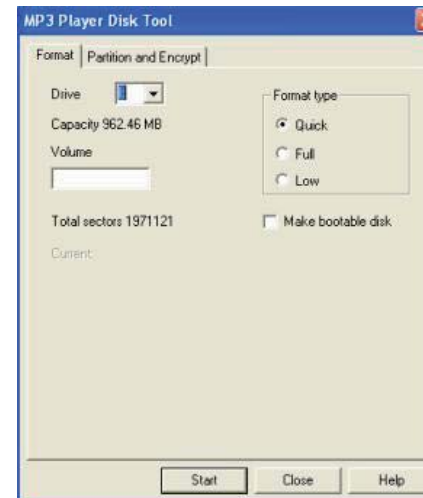 MP3 Player Disk Tool
Format Partition and Encrypt
Drive
Capacity 962.46 MB
Volume
Total sectors 1971121
Current
Format type
Quick
Full
Low
Make bootable disk
Start Close Help